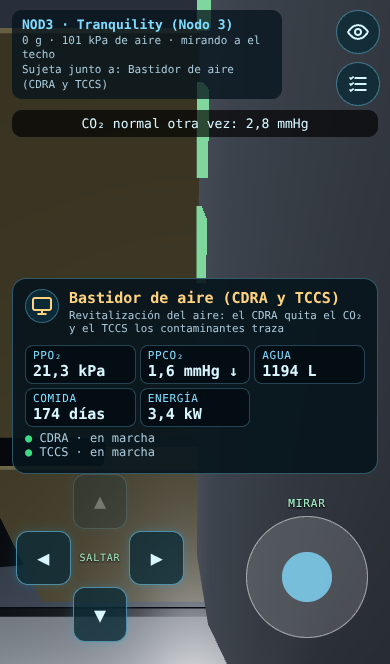 NOD3 · Tranquility (Nodo 3)
0 g · 101 kPa de aire · mirando a el
techo
Sujeta junto a: Bastidor de aire
(CDRA y TCCS)
CO₂ normal otra vez: 2,8 mmHg
Bastidor de aire (CDRA y TCCS)
Revitalización del aire: el CDRA quita el CO₂
y el TCCS los contaminantes traza
PPO₂
21,3 kPa
PPCO₂
1,6 mmHg ↓
AGUA
1194 L
COMIDA
174 días
ENERGÍA
3,4 kW
CDRA · en marcha
TCCS · en marcha
MIRAR
SALTAR